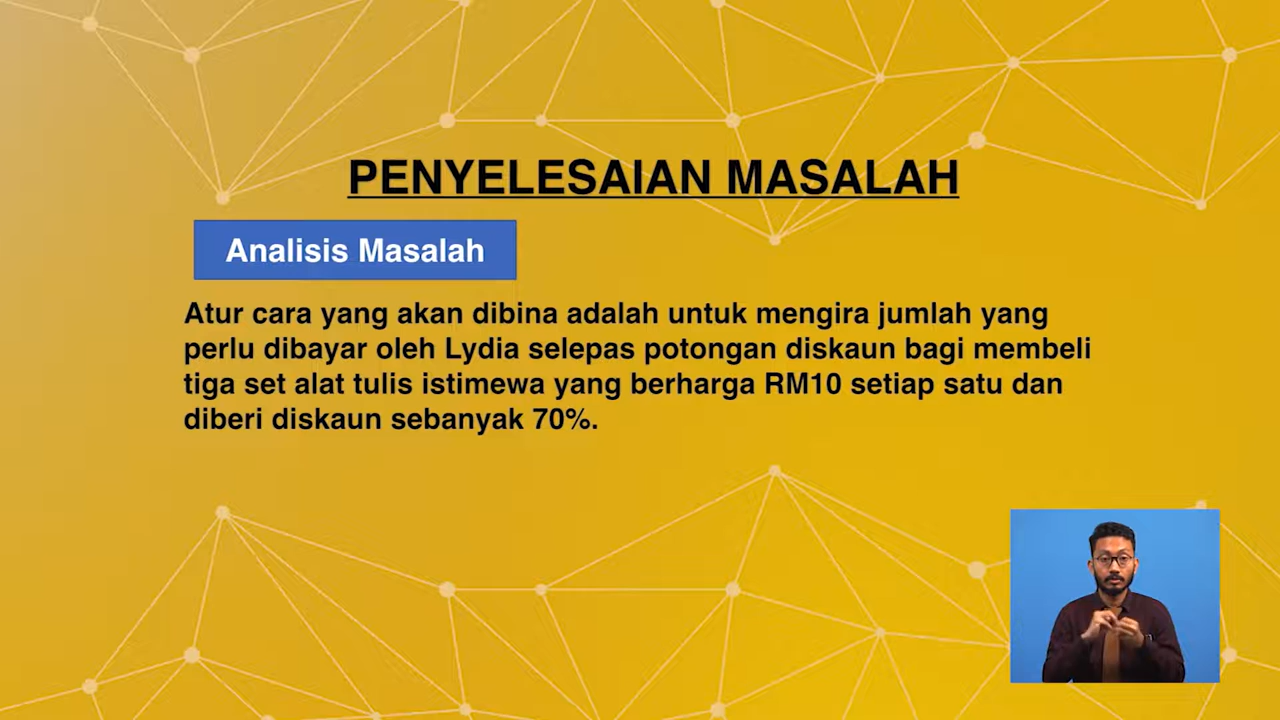 PENYELESAIAN MASALAH
Analisis Masalah
Atur cara yang akan dibina adalah untuk mengira jumlah yang
perlu dibayar oleh Lydia selepas potongan diskaun bagi membeli
tiga set alat tulis istimewa yang berharga RM10 setiap satu dan
diberi diskaun sebanyak 70%.